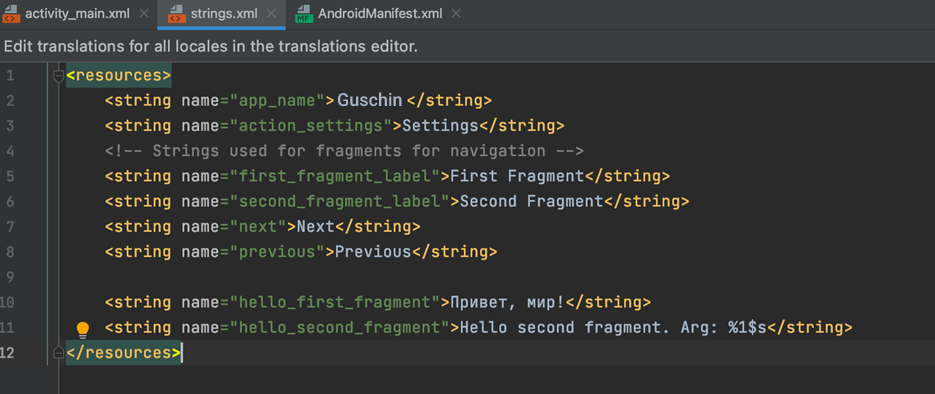 activity_main.xml strings.xml AndroidManifest.xml
Edit translations for all locales in the translations editor.
1 <resources>
2 <string name="app_name">Guschin</string>
3 <string name="action_settings">Settings</string>
4 <!-- Strings used for fragments for navigation -->
5 <string name="first_fragment_label">First Fragment</string>
6 <string name="second_fragment_label">Second Fragment</string>
7 <string name="next">Next</string>
8 <string name="previous">Previous</string>
9
10 <string name="hello_first_fragment">Привет, мир!</string>
11 <string name="hello_second_fragment">Hello second fragment. Arg: %1$s</string>
12 </resources>